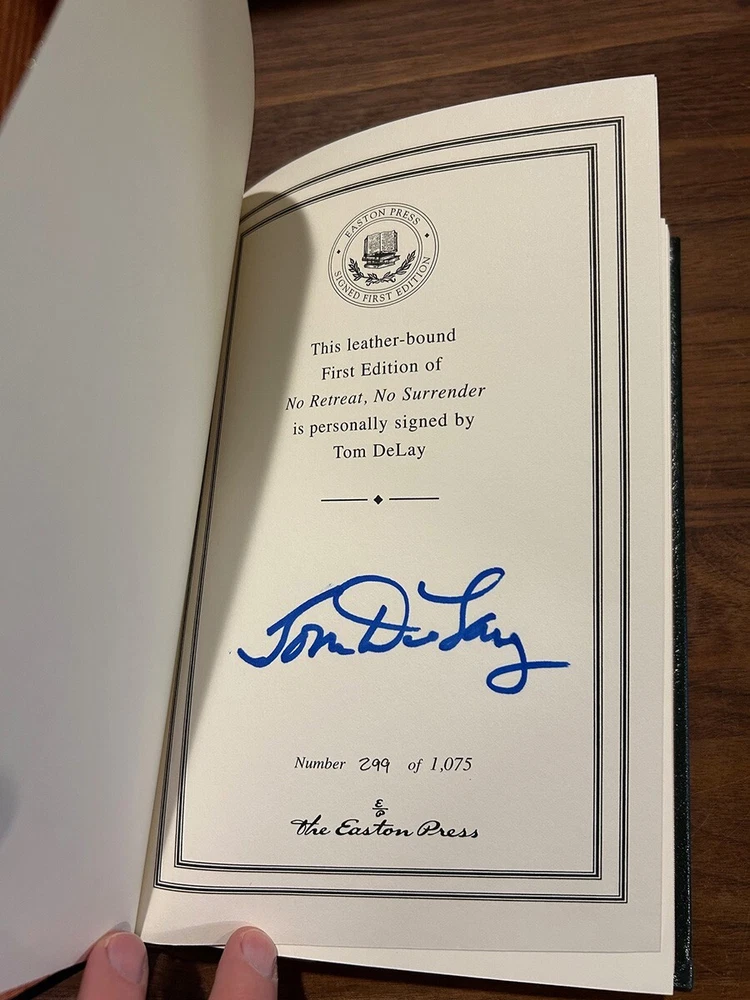 EASTON PRESS
SIGNED FIRST EDITION
This leather-bound
First Edition of
No Retreat, No Surrender
is personally signed by
Tom DeLay
Tom DeLay
Number 299 of 1,075
E
P
The Easton Press